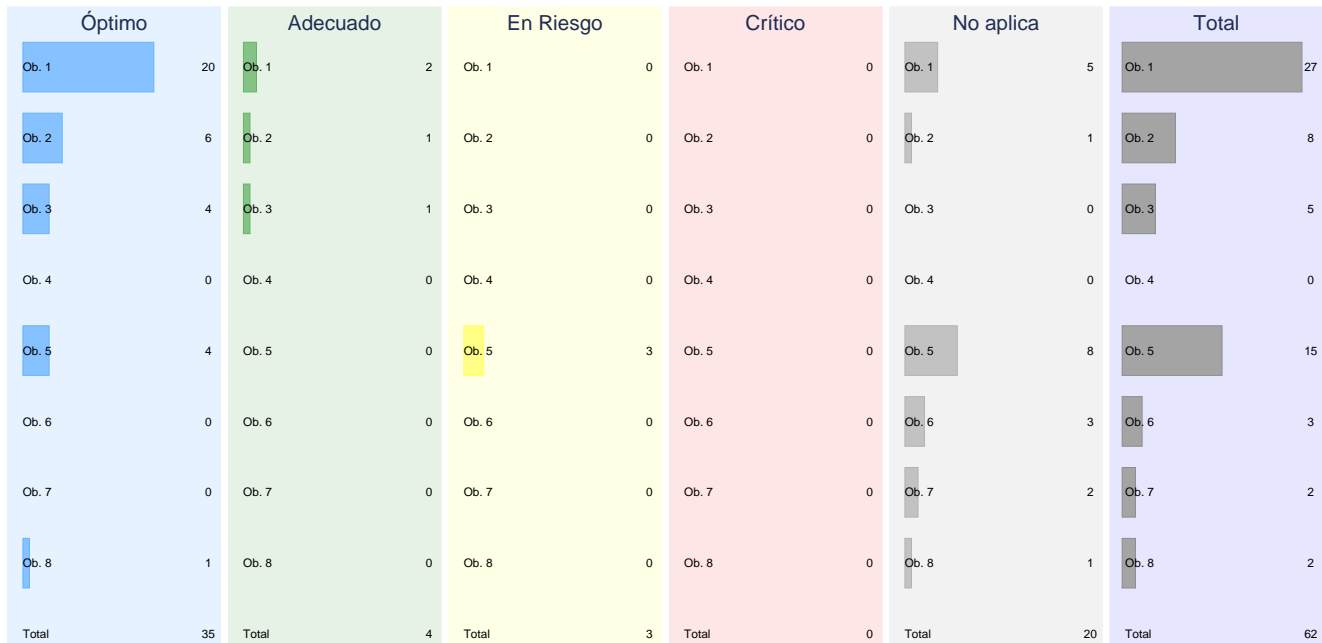 Óptimo Adecuado En Riesgo Crítico No aplica Total
Ob. 1 20 Ob. 1 2 Ob. 1 0 Ob. 1 0 Ob. 1 5 Ob. 1 27
Ob. 2 6 Ob. 2 1 Ob. 2 0 Ob. 2 0 Ob. 2 1 Ob. 2 8
Ob. 3 4 Ob. 3 1 Ob. 3 0 Ob. 3 0 Ob. 3 0 Ob. 3 5
Ob. 4 0 Ob. 4 0 Ob. 4 0 Ob. 4 0 Ob. 4 0 Ob. 4 0
Ob. 5 4 Ob. 5 0 Ob. 5 3 Ob. 5 0 Ob. 5 8 Ob. 5 15
Ob. 6 0 Ob. 6 0 Ob. 6 0 Ob. 6 0 Ob. 6 3 Ob. 6 3
Ob. 7 0 Ob. 7 0 Ob. 7 0 Ob. 7 0 Ob. 7 2 Ob. 7 2
Ob. 8 1 Ob. 8 0 Ob. 8 0 Ob. 8 0 Ob. 8 1 Ob. 8 2
Total 35 Total 4 Total 3 Total 0 Total 20 Total 62